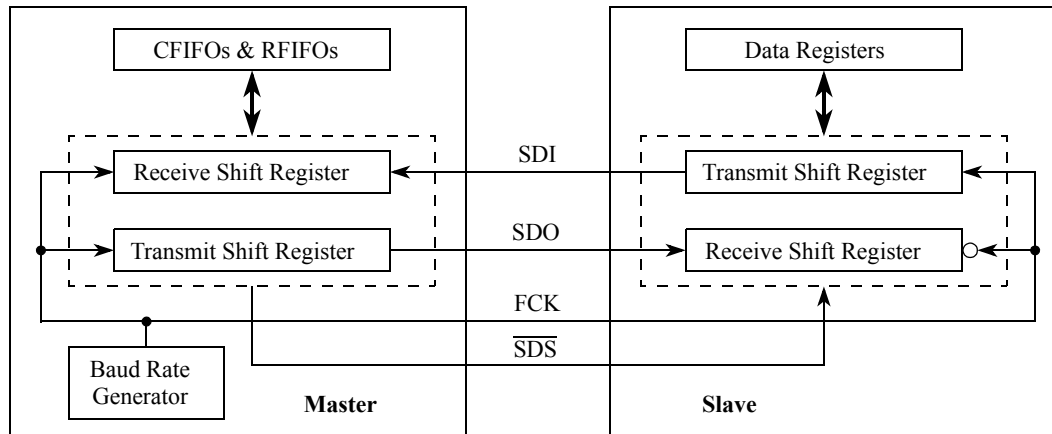 CFIFOs & RFIFOs
Data Registers
Receive Shift Register
SDI
Transmit Shift Register
Transmit Shift Register
SDO
Receive Shift Register
FCK
SDS
Baud Rate
Generator
Master
Slave